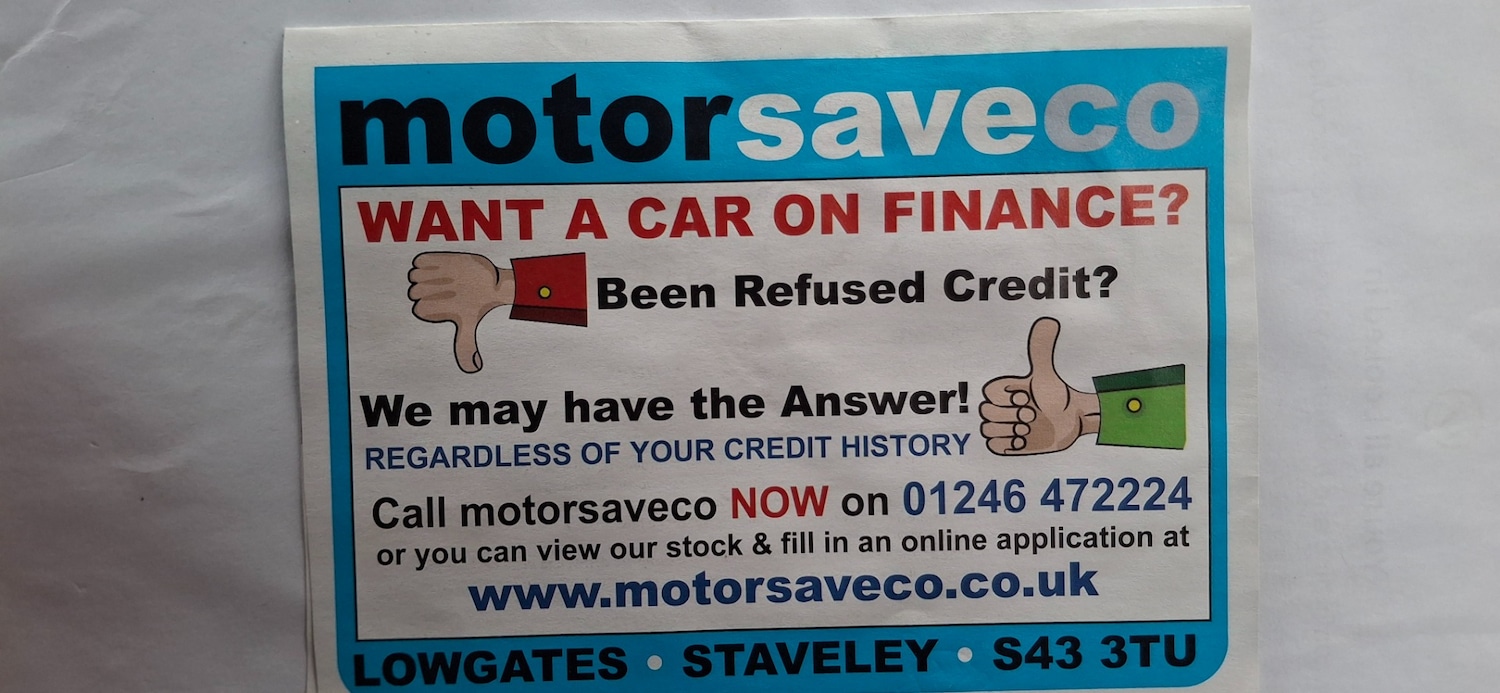 motorsaveco
WANT A CAR ON FINANCE?
Been Refused Credit?
We may have the Answer!
REGARDLESS OF YOUR CREDIT HISTORY
Call motorsaveco NOW on 01246 472224
or you can view our stock & fill in an online application at
www.motorsaveco.co.uk
LOWGATES • STAVELEY • S43 3TU